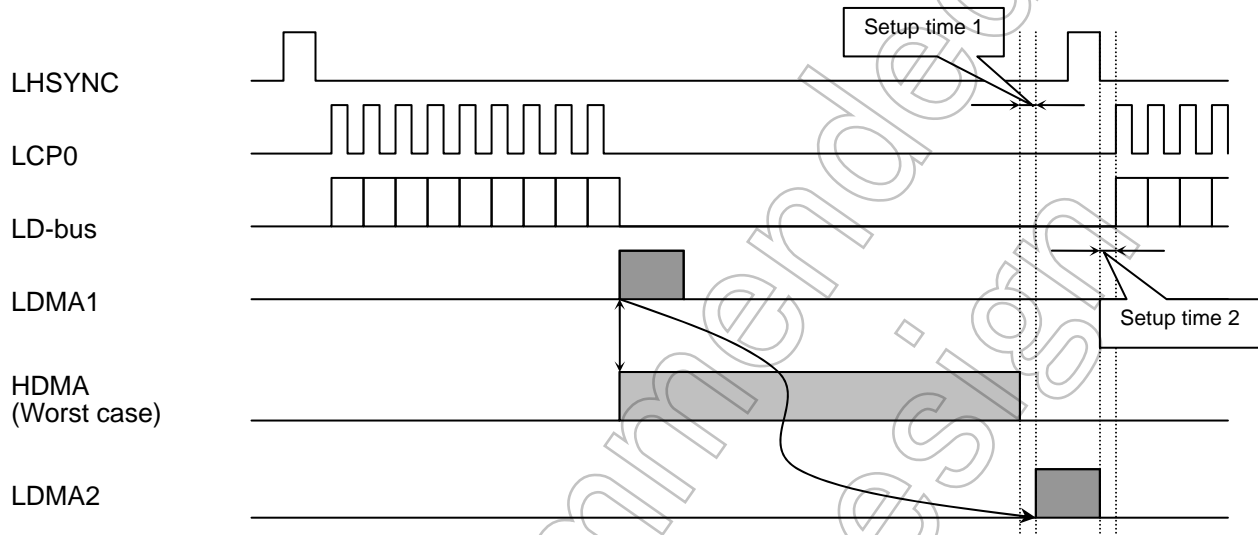 Setup time 1
LHSYNC
LCP0
LD-bus
LDMA1
Setup time 2
HDMA
(Worst case)
LDMA2